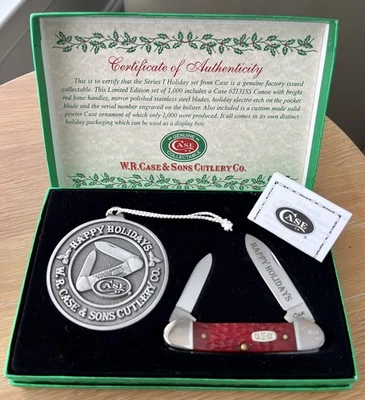 Certificate of Authenticity
This is to certify that the Series I Holiday set from Case is a genuine factory issued
collectable. This Limited Edition set of 1,000 includes a Case 62131SS Canoe with bright
red bone handles, mirror polished stainless steel blades, holiday electro etch on the pocket
blade and the serial number engraved on the bolster. Also included is a custom made solid
pewter Case ornament of which only 1,000 were produced. It all comes in its own distinct
holiday packaging which can be used as a display box.
GENUINE
CASE
COLLECTABLE
W.R. CASE & SONS CUTLERY CO.
CASE
HAPPY HOLIDAYS
CASE
W.R. CASE & SONS CUTLERY CO.
HAPPY HOLIDAYS